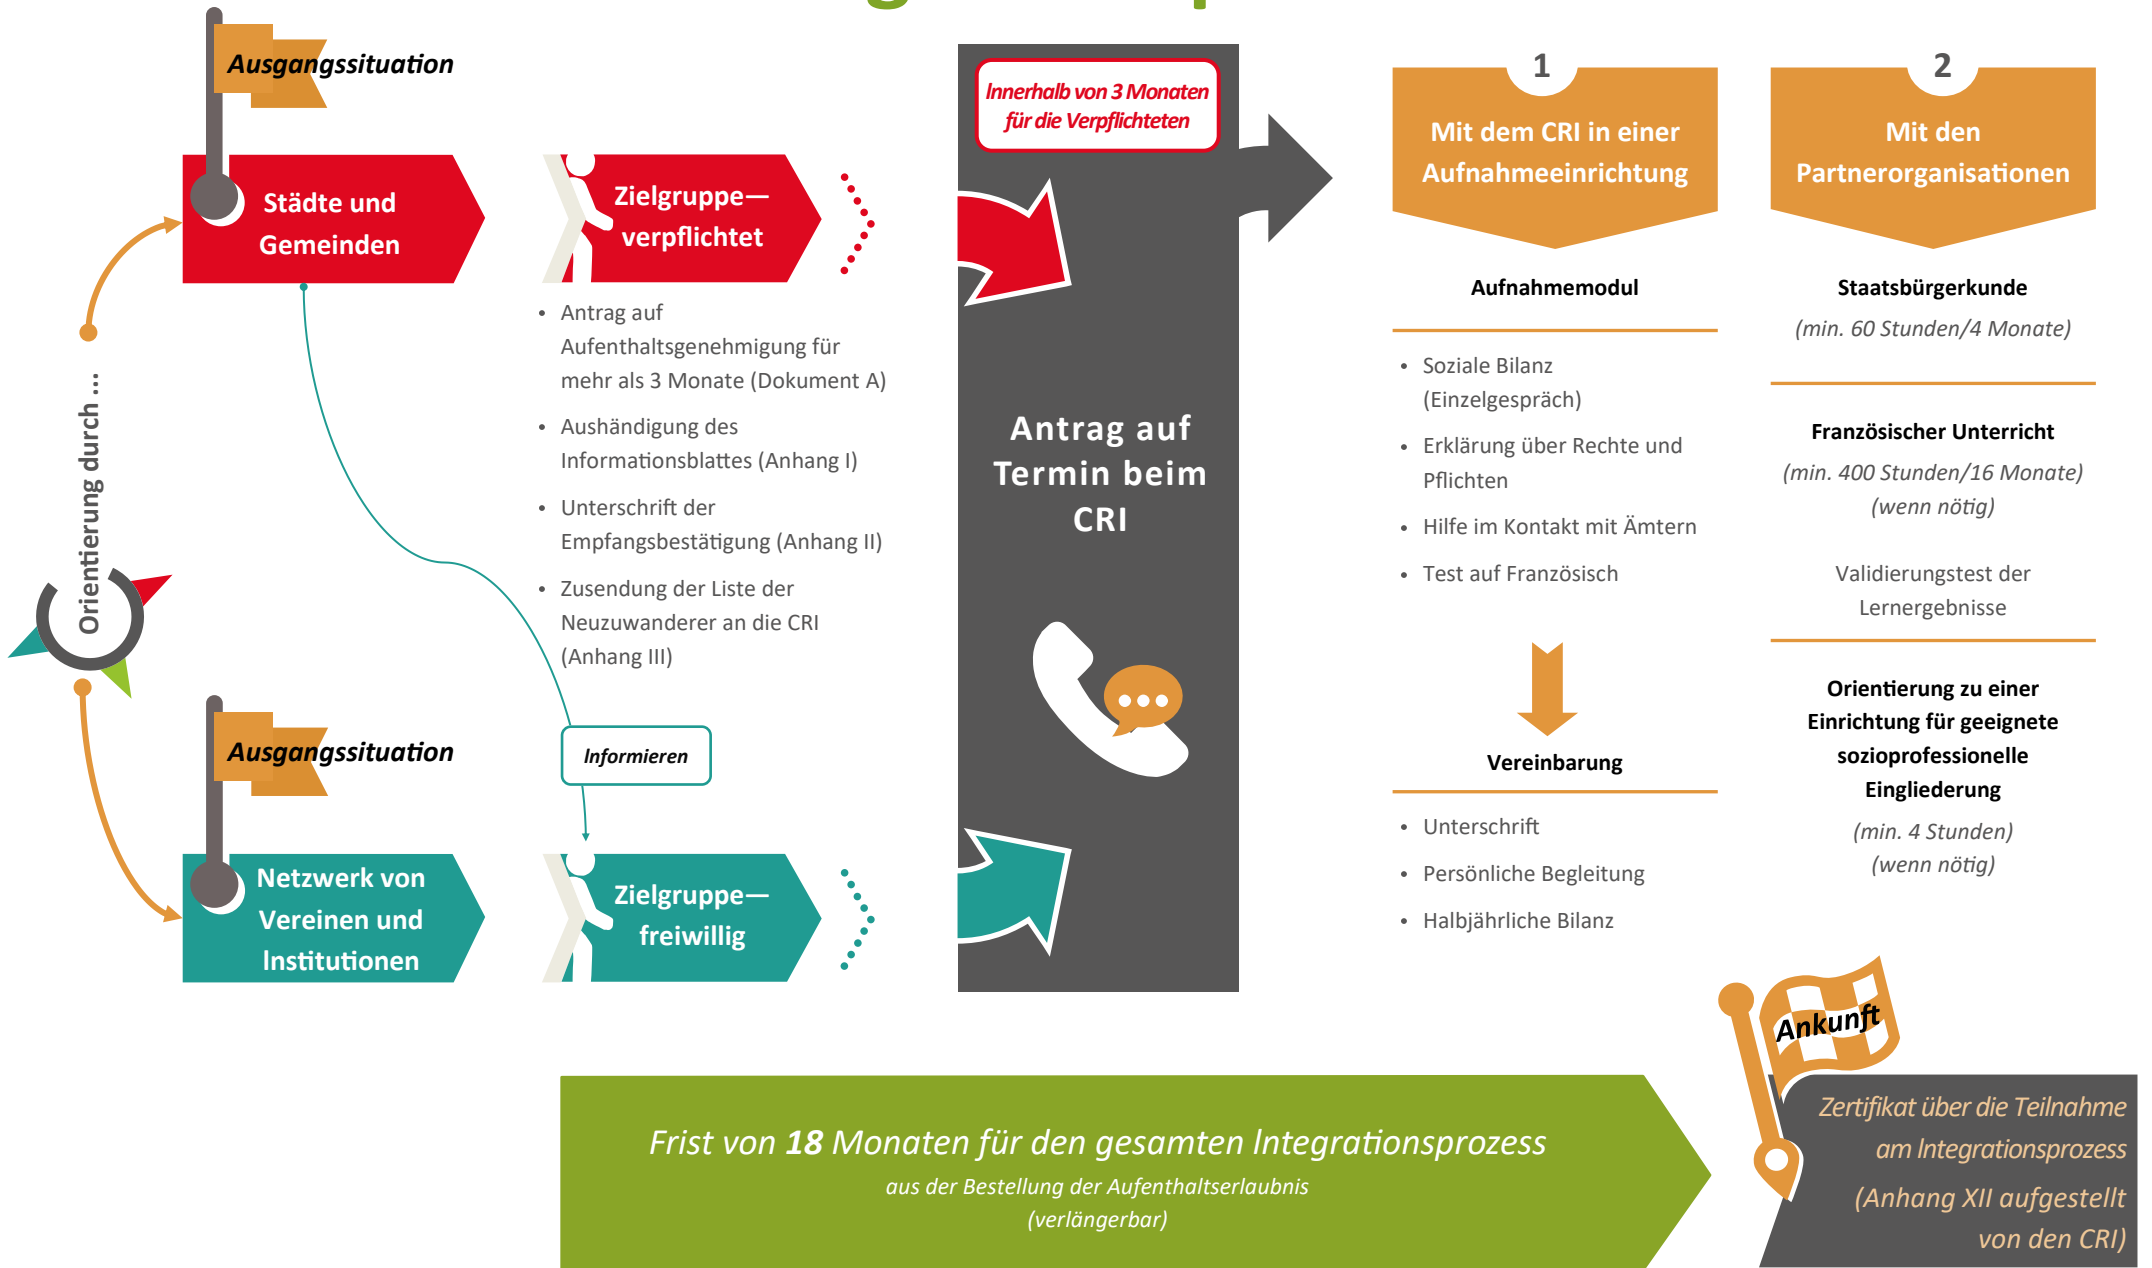 Orientierung durch ...
Ausgangssituation
Städte und
Gemeinden
Zielgruppe—
verpflichtet
• Antrag auf
Aufenthaltsgenehmigung für
mehr als 3 Monate (Dokument A)
• Aushändigung des
Informationsblattes (Anhang I)
• Unterschrift der
Empfangsbestätigung (Anhang II)
• Zusendung der Liste der
Neuzuwanderer an die CRI
(Anhang III)
Informieren
Ausgangssituation
Netzwerk von
Vereinen und
Institutionen
Zielgruppe—
freiwillig
Innerhalb von 3 Monaten
für die Verpflichteten
Antrag auf
Termin beim
CRI
1
Mit dem CRI in einer
Aufnahmeeinrichtung
Aufnahmemodul
• Soziale Bilanz
(Einzelgespräch)
• Erklärung über Rechte und
Pflichten
• Hilfe im Kontakt mit Ämtern
• Test auf Französisch
Vereinbarung
• Unterschrift
• Persönliche Begleitung
• Halbjährliche Bilanz
2
Mit den
Partnerorganisationen
Staatsbürgerkunde
(min. 60 Stunden/4 Monate)
Französischer Unterricht
(min. 400 Stunden/16 Monate)
(wenn nötig)
Validierungstest der
Lernergebnisse
Orientierung zu einer
Einrichtung für geeignete
sozioprofessionelle
Eingliederung
(min. 4 Stunden)
(wenn nötig)
Frist von 18 Monaten für den gesamten Integrationsprozess
aus der Bestellung der Aufenthaltserlaubnis
(verlängerbar)
Ankunft
Zertifikat über die Teilnahme
am Integrationsprozess
(Anhang XII aufgestellt
von den CRI)